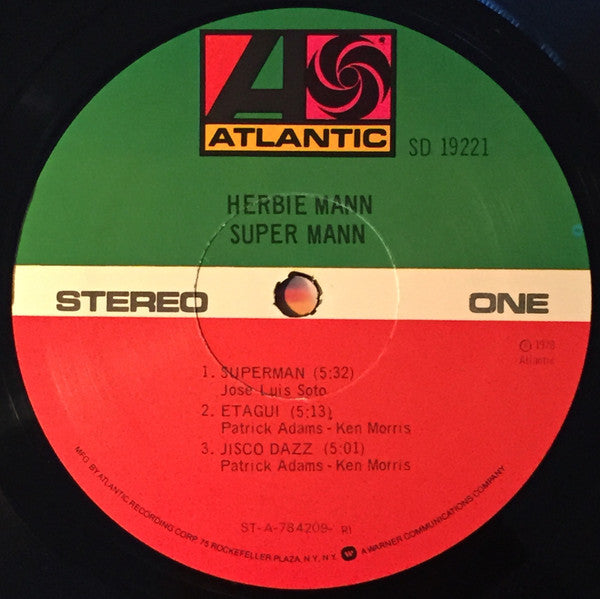 ATLANTIC
SD 19221
HERBIE MANN
SUPER MANN
STEREO
ONE
℗ 1978
Atlantic
1. SUPERMAN (5:32)
Jose Luis Soto
2. ETAGUI (5:13)
Patrick Adams - Ken Morris
3. JISCO DAZZ (5:01)
Patrick Adams - Ken Morris
ST-A-784209- RI
MFG. BY ATLANTIC RECORDING CORP. 75 ROCKEFELLER PLAZA, N.Y., N.Y. A WARNER COMMUNICATIONS COMPANY